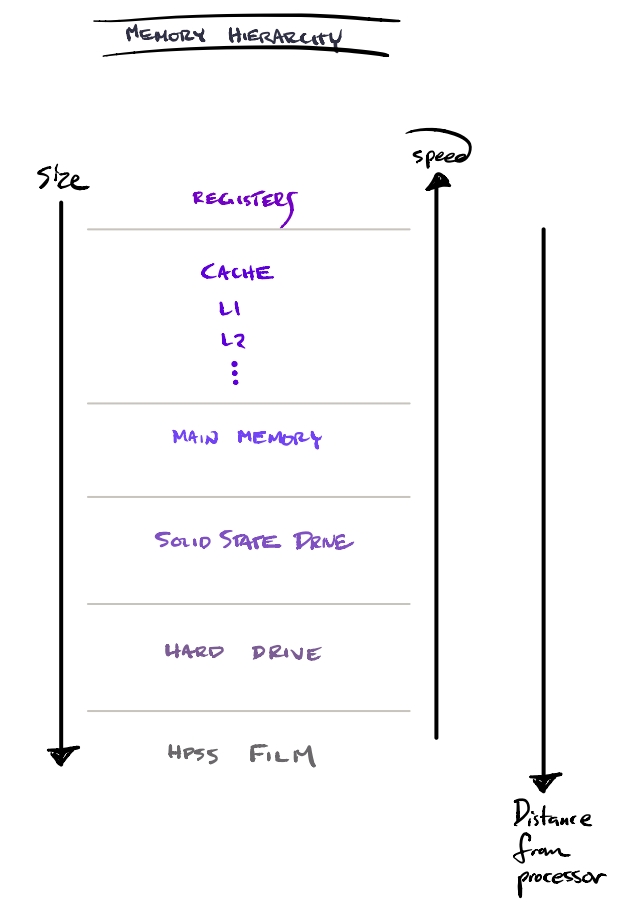 MEMORY HIERARCHY
Size
speed
REGISTERS
CACHE
L1
L2
⋮
MAIN MEMORY
SOLID STATE DRIVE
HARD DRIVE
HPSS FILM
Distance
from
processor